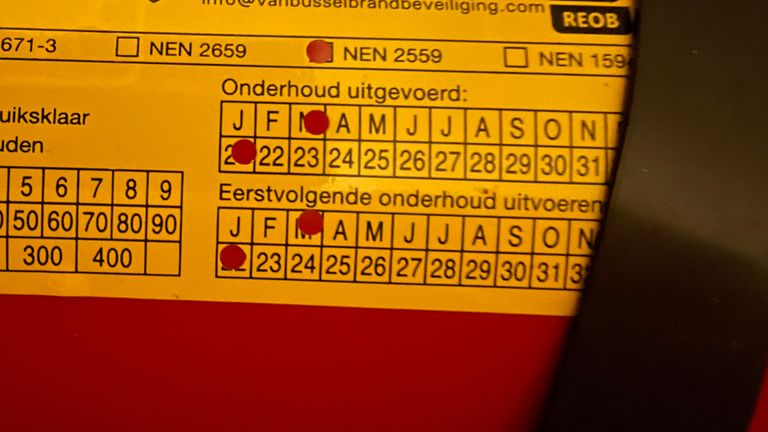 info@vanbusselbrandbeveiliging.com
REOB
671-3 NEN 2659 NEN 2559 NEN 159
Onderhoud uitgevoerd:
J F M A M J J A S O N
22 23 24 25 26 27 28 29 30 31
Eerstvolgende onderhoud uitvoeren
J F M A M J J A S O N
23 24 25 26 27 28 29 30 31
uiksklaar
uden
5 6 7 8 9
50 60 70 80 90
300 400